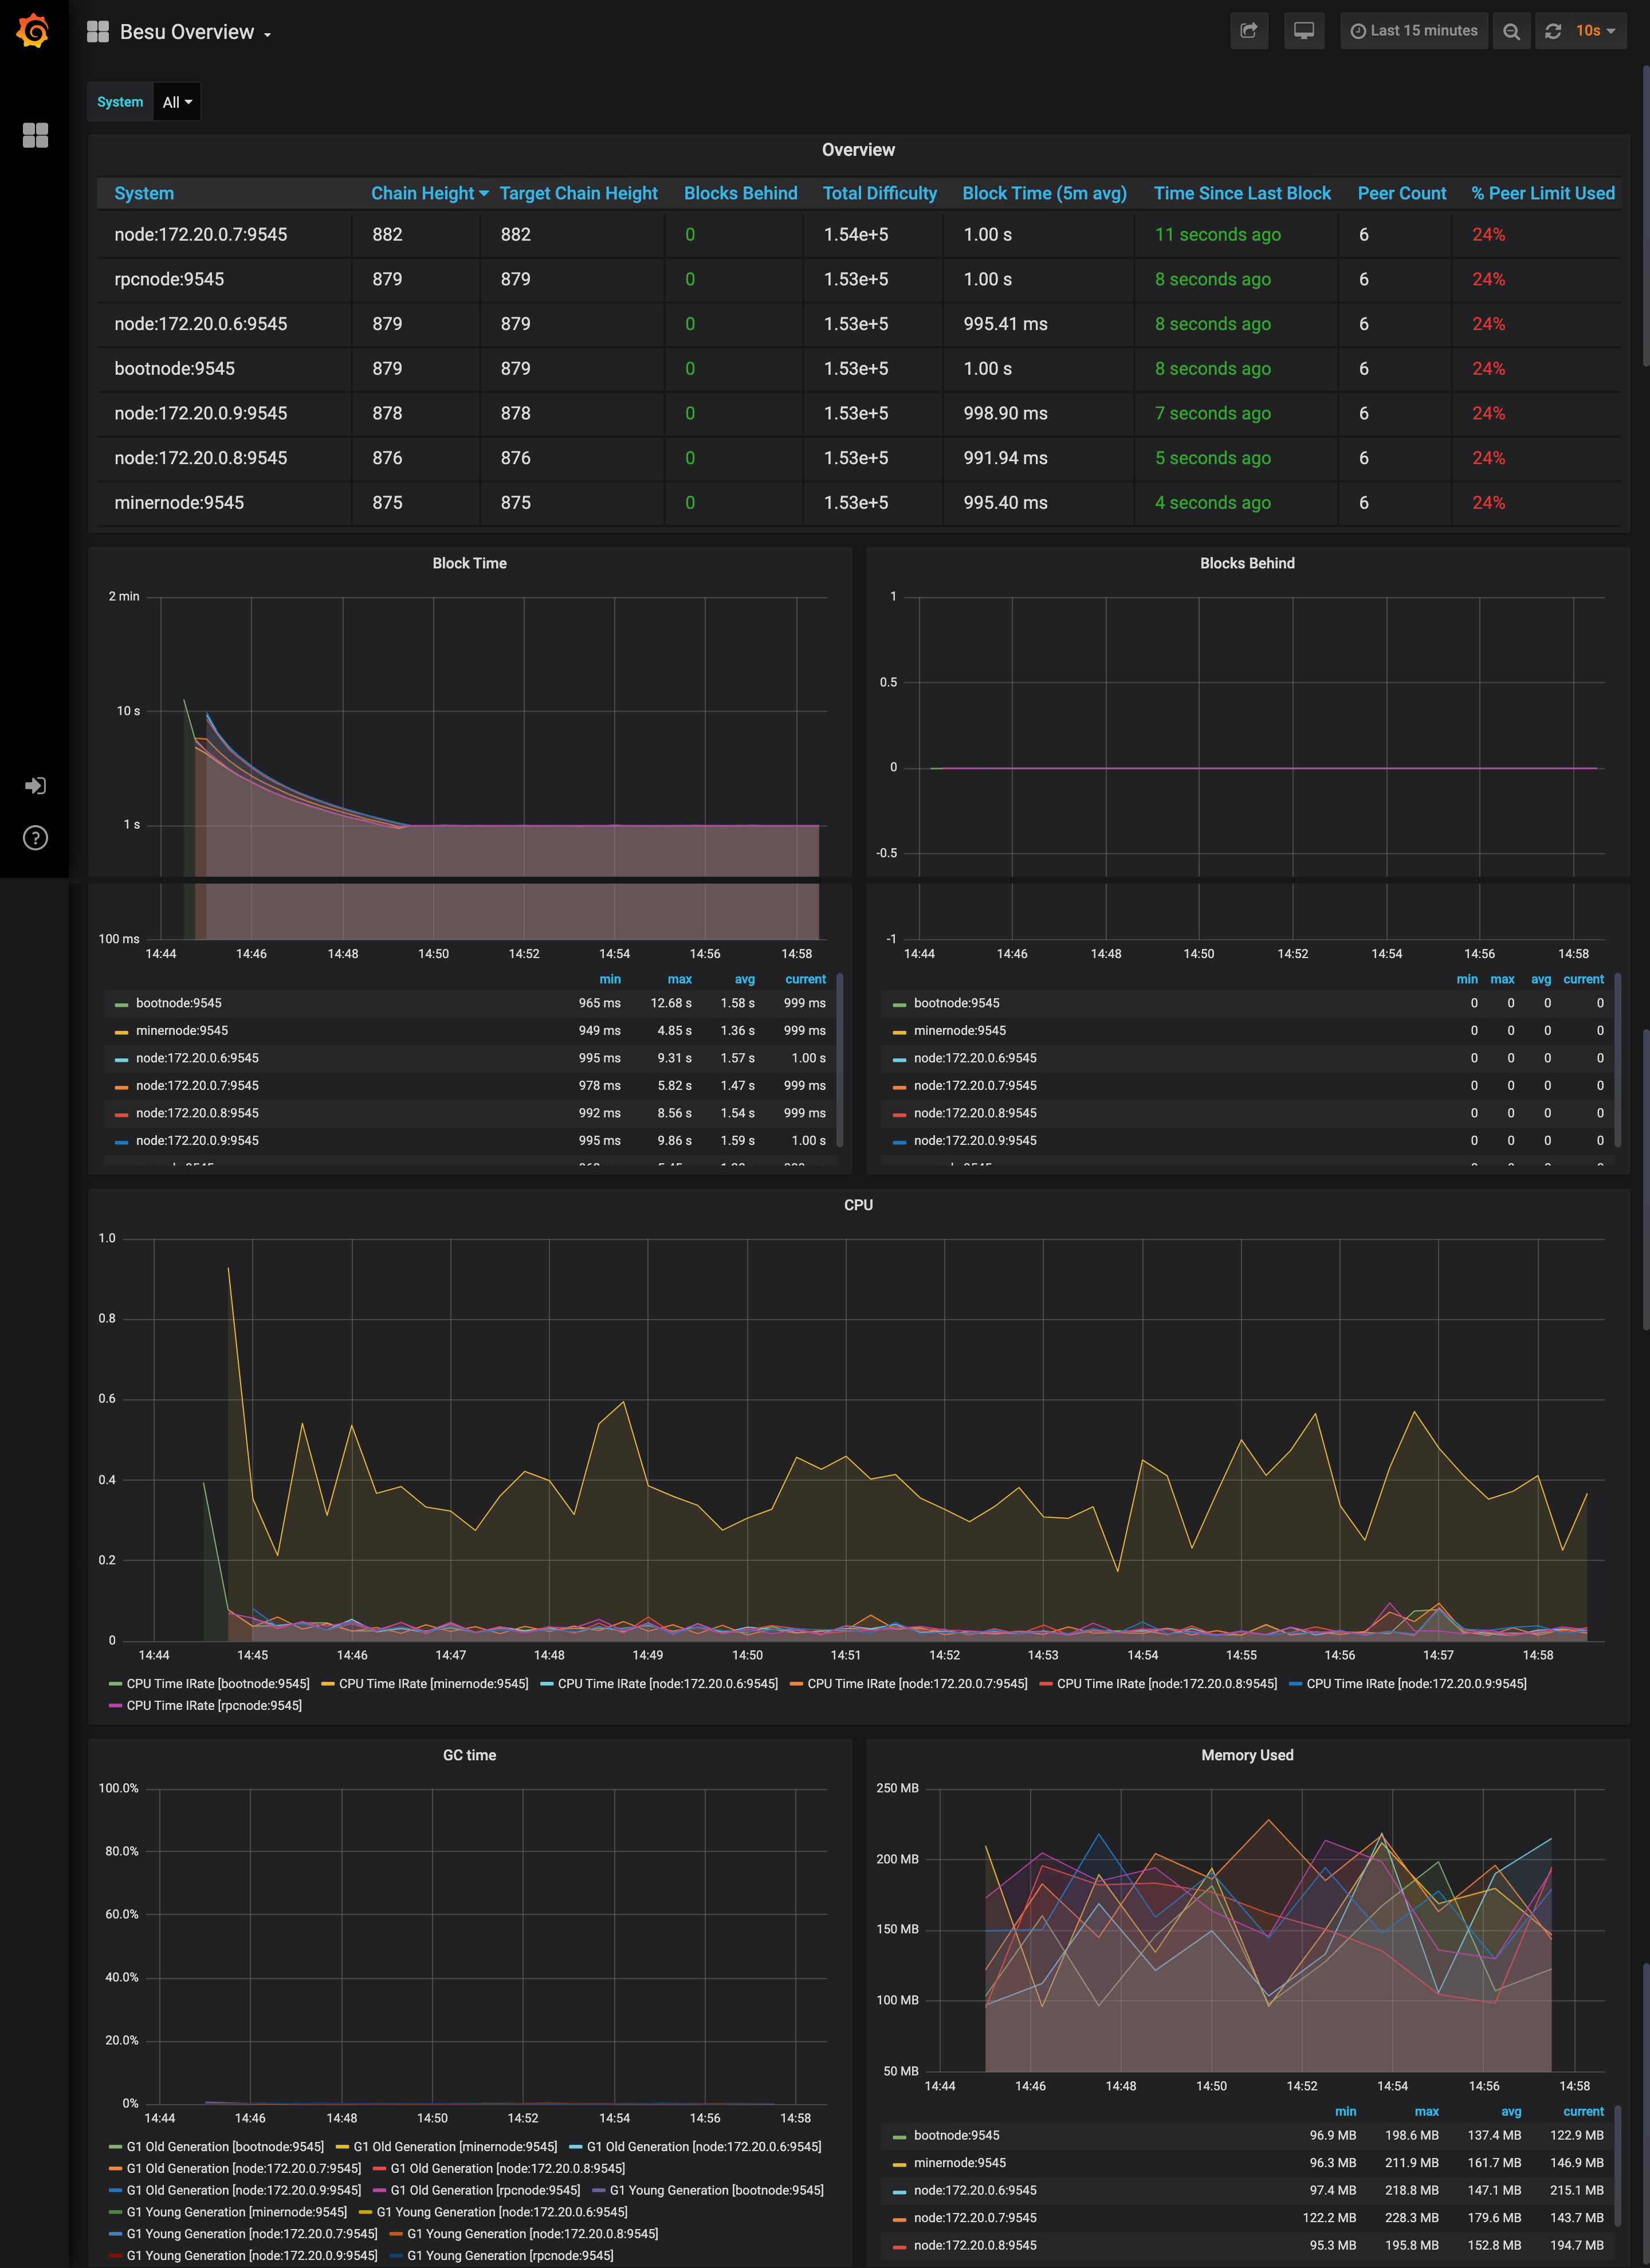 Besu Overview
Last 15 minutes
10s
System All
Overview
System Chain Height Target Chain Height Blocks Behind Total Difficulty Block Time (5m avg) Time Since Last Block Peer Count % Peer Limit Used
node:172.20.0.7:9545 882 882 0 1.54e+5 1.00 s 11 seconds ago 6 24%
rpcnode:9545 879 879 0 1.53e+5 1.00 s 8 seconds ago 6 24%
node:172.20.0.6:9545 879 879 0 1.53e+5 995.41 ms 8 seconds ago 6 24%
bootnode:9545 879 879 0 1.53e+5 1.00 s 8 seconds ago 6 24%
node:172.20.0.9:9545 878 878 0 1.53e+5 998.90 ms 7 seconds ago 6 24%
node:172.20.0.8:9545 876 876 0 1.53e+5 991.94 ms 5 seconds ago 6 24%
minernode:9545 875 875 0 1.53e+5 995.40 ms 4 seconds ago 6 24%
Block Time
2 min
10 s
1 s
100 ms
14:44 14:46 14:48 14:50 14:52 14:54 14:56 14:58
min max avg current
bootnode:9545 965 ms 12.68 s 1.58 s 999 ms
minernode:9545 949 ms 4.85 s 1.36 s 999 ms
node:172.20.0.6:9545 995 ms 9.31 s 1.57 s 1.00 s
node:172.20.0.7:9545 978 ms 5.82 s 1.47 s 999 ms
node:172.20.0.8:9545 992 ms 8.56 s 1.54 s 999 ms
node:172.20.0.9:9545 995 ms 9.86 s 1.59 s 1.00 s
Blocks Behind
1
0.5
0
-0.5
-1
14:44 14:46 14:48 14:50 14:52 14:54 14:56 14:58
min max avg current
bootnode:9545 0 0 0 0
minernode:9545 0 0 0 0
node:172.20.0.6:9545 0 0 0 0
node:172.20.0.7:9545 0 0 0 0
node:172.20.0.8:9545 0 0 0 0
node:172.20.0.9:9545 0 0 0 0
CPU
1.0
0.8
0.6
0.4
0.2
0
14:44 14:45 14:46 14:47 14:48 14:49 14:50 14:51 14:52 14:53 14:54 14:55 14:56 14:57 14:58
CPU Time IRate [bootnode:9545] CPU Time IRate [minernode:9545] CPU Time IRate [node:172.20.0.6:9545] CPU Time IRate [node:172.20.0.7:9545] CPU Time IRate [node:172.20.0.8:9545] CPU Time IRate [node:172.20.0.9:9545]
CPU Time IRate [rpcnode:9545]
GC time
100.0%
80.0%
60.0%
40.0%
20.0%
0%
14:44 14:46 14:48 14:50 14:52 14:54 14:56 14:58
G1 Old Generation [bootnode:9545] G1 Old Generation [minernode:9545] G1 Old Generation [node:172.20.0.6:9545]
G1 Old Generation [node:172.20.0.7:9545] G1 Old Generation [node:172.20.0.8:9545]
G1 Old Generation [node:172.20.0.9:9545] G1 Old Generation [rpcnode:9545] G1 Young Generation [bootnode:9545]
G1 Young Generation [minernode:9545] G1 Young Generation [node:172.20.0.6:9545]
G1 Young Generation [node:172.20.0.7:9545] G1 Young Generation [node:172.20.0.8:9545]
G1 Young Generation [node:172.20.0.9:9545] G1 Young Generation [rpcnode:9545]
Memory Used
250 MB
200 MB
150 MB
100 MB
50 MB
14:44 14:46 14:48 14:50 14:52 14:54 14:56 14:58
min max avg current
bootnode:9545 96.9 MB 198.6 MB 137.4 MB 122.9 MB
minernode:9545 96.3 MB 211.9 MB 161.7 MB 146.9 MB
node:172.20.0.6:9545 97.4 MB 218.8 MB 147.1 MB 215.1 MB
node:172.20.0.7:9545 122.2 MB 228.3 MB 179.6 MB 143.7 MB
node:172.20.0.8:9545 95.3 MB 195.8 MB 152.8 MB 194.7 MB